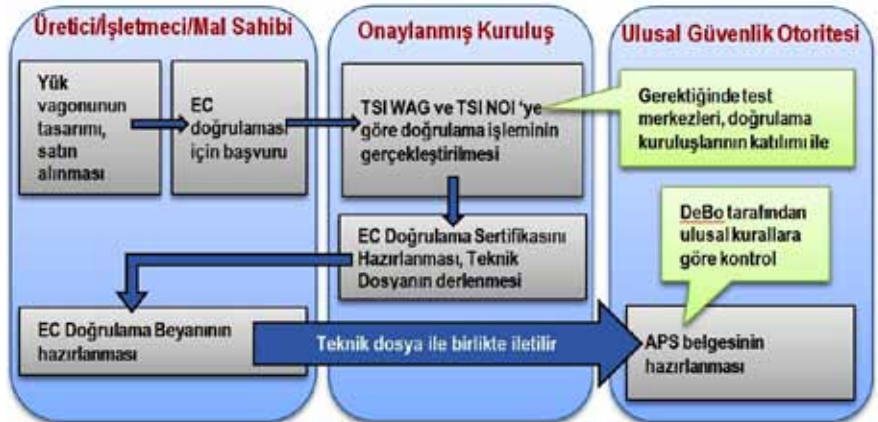 Üretici/İşletmeci/Mal Sahibi
Onaylanmış Kuruluş
Ulusal Güvenlik Otoritesi
Yük
vagonunun
tasarımı,
satın
alınması
EC
doğrulaması
için başvuru
TSI WAG ve TSI NOI ‘ye
göre doğrulama işleminin
gerçekleştirilmesi
Gerektiğinde test
merkezleri, doğrulama
kuruluşlarının katılımı ile
EC Doğrulama Sertifikasını
Hazırlanması, Teknik
Dosyanın derlenmesi
DeBo tarafından
ulusal kurallara
göre kontrol
EC Doğrulama Beyanının
hazırlanması
Teknik dosya ile birlikte iletilir
APS belgesinin
hazırlanması